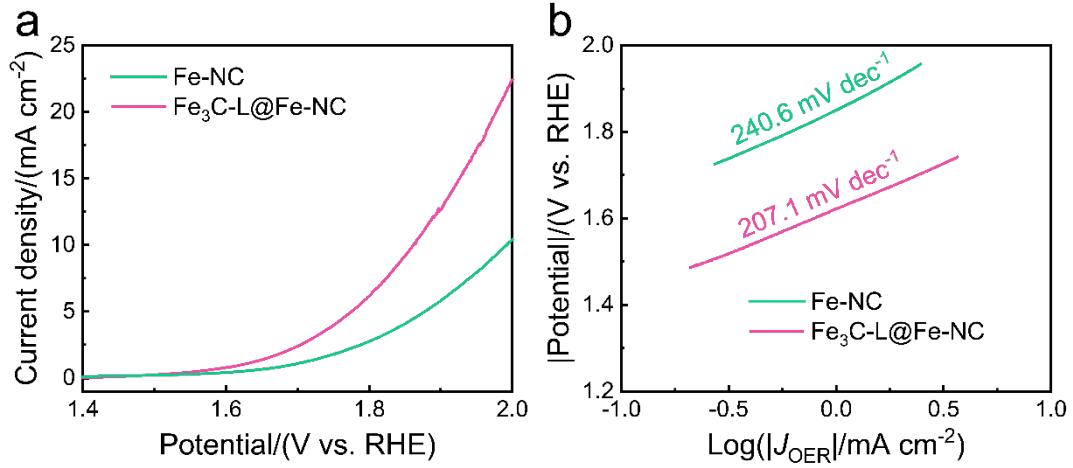 a
Current density/(mA cm⁻²)
25
20
15
10
5
0
Fe-NC
Fe₃C-L@Fe-NC
1.4
1.6
1.8
2.0
Potential/(V vs. RHE)
b
|Potential|/(V vs. RHE)
2.0
1.8
1.6
1.4
1.2
240.6 mV dec⁻¹
207.1 mV dec⁻¹
Fe-NC
Fe₃C-L@Fe-NC
-1.0
-0.5
0.0
0.5
1.0
Log(|J_OER|/mA cm⁻²)